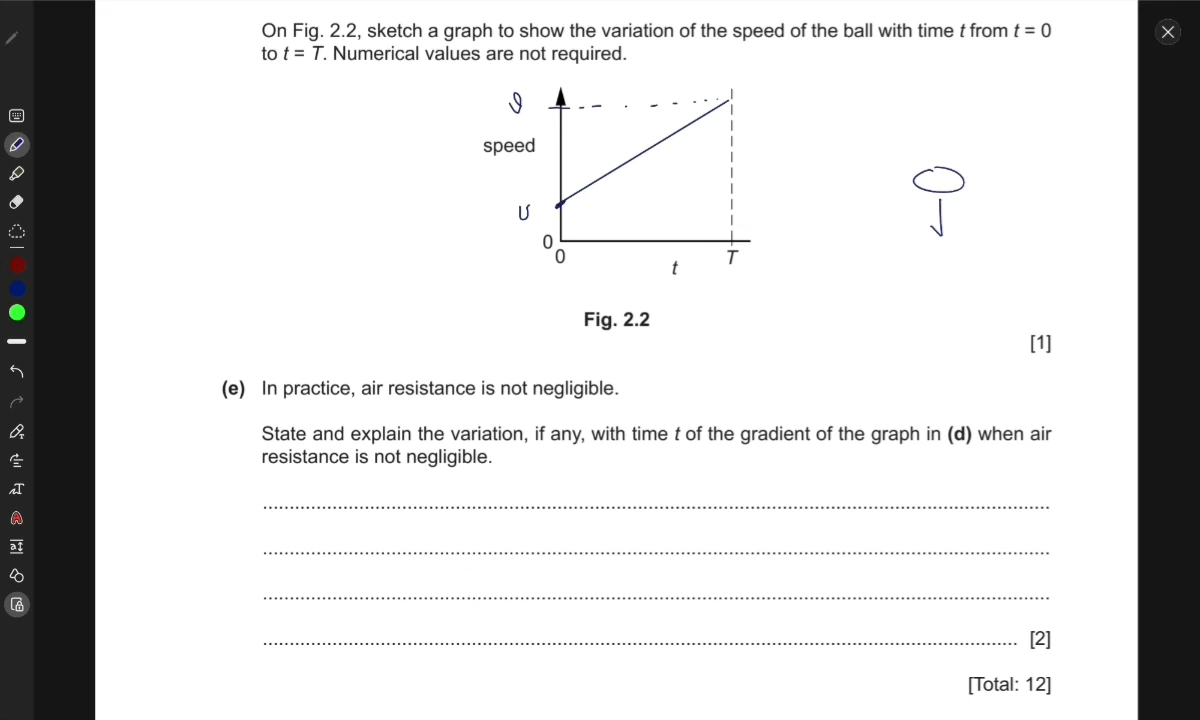 On Fig. 2.2, sketch a graph to show the variation of the speed of the ball with time t from t = 0
to t = T. Numerical values are not required.
speed
0
0
t
T
Fig. 2.2
[1]
(e) In practice, air resistance is not negligible.
State and explain the variation, if any, with time t of the gradient of the graph in (d) when air
resistance is not negligible.
[2]
[Total: 12]